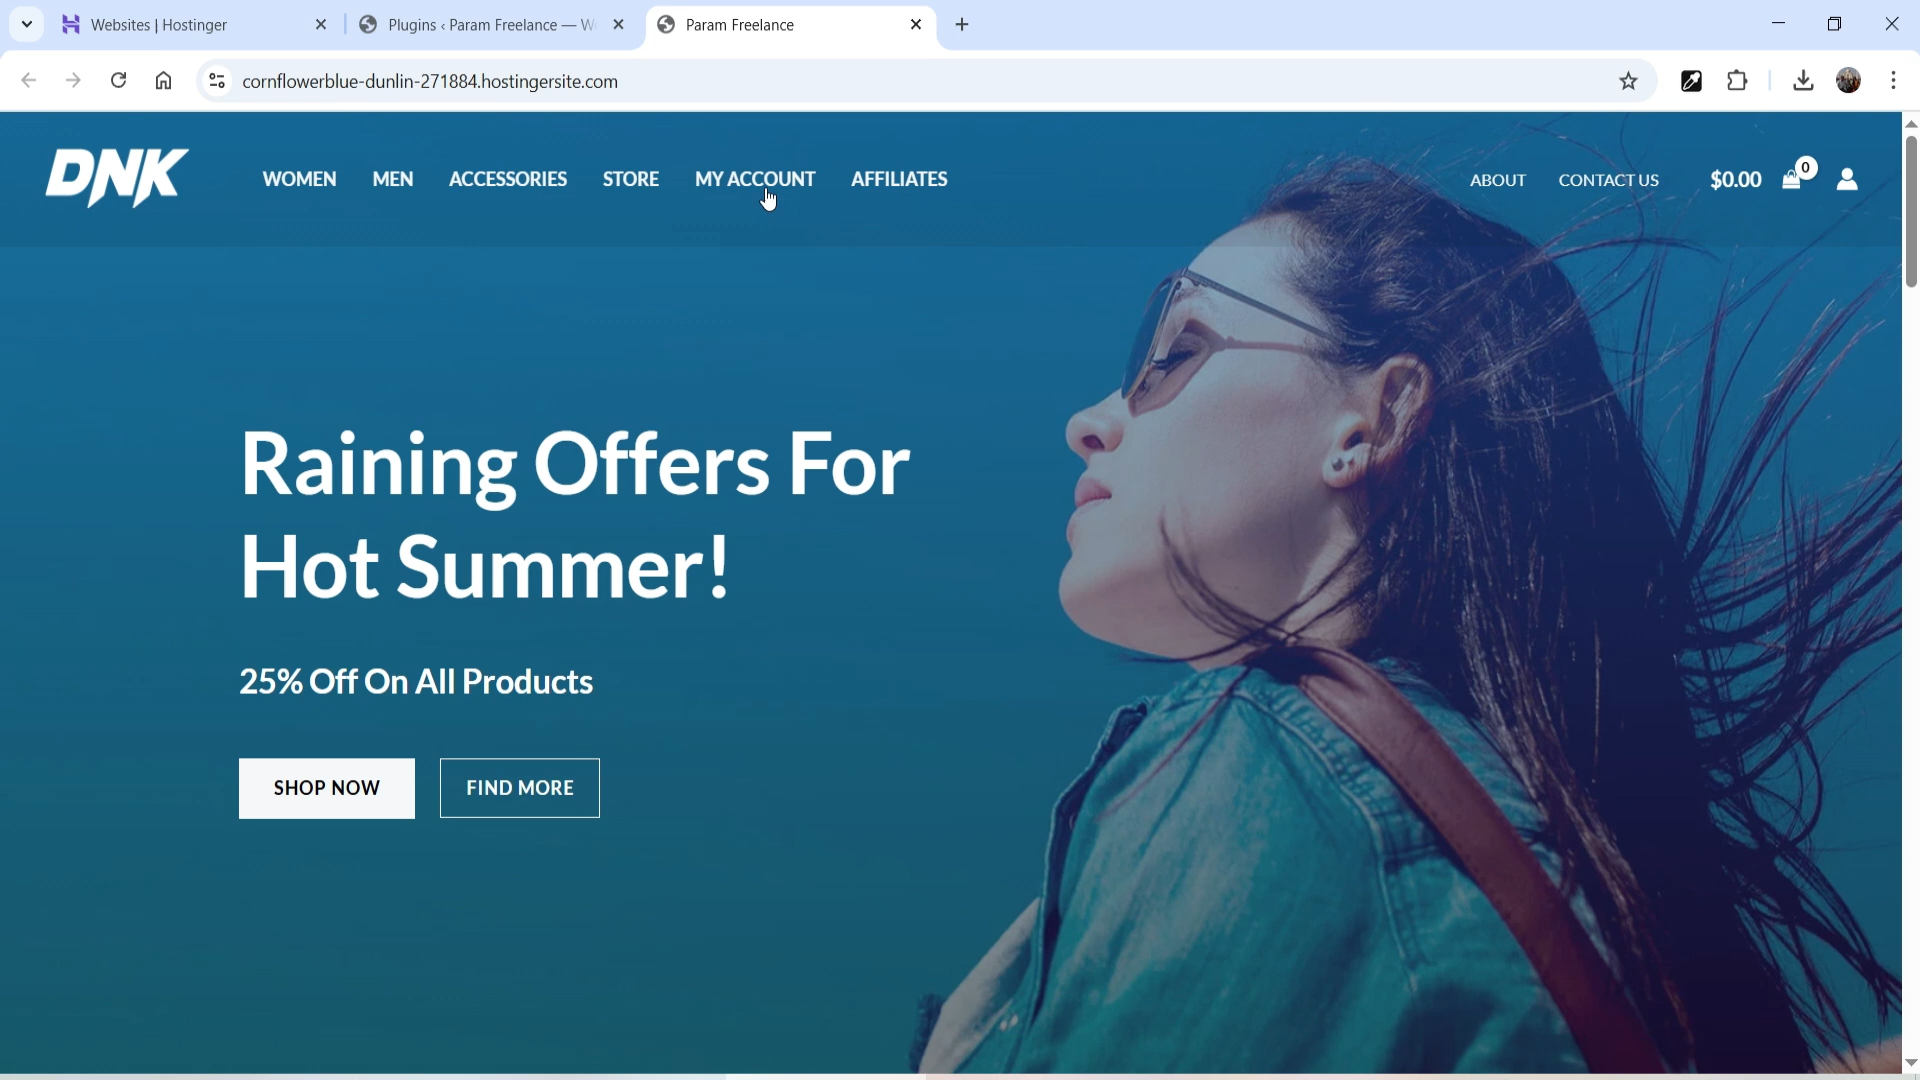 Websites | Hostinger
Plugins ‹ Param Freelance — W
Param Freelance
cornflowerblue-dunlin-271884.hostingersite.com
DNK
WOMEN MEN ACCESSORIES STORE MY ACCOUNT AFFILIATES
ABOUT CONTACT US $0.00 0
Raining Offers For
Hot Summer!
25% Off On All Products
SHOP NOW FIND MORE